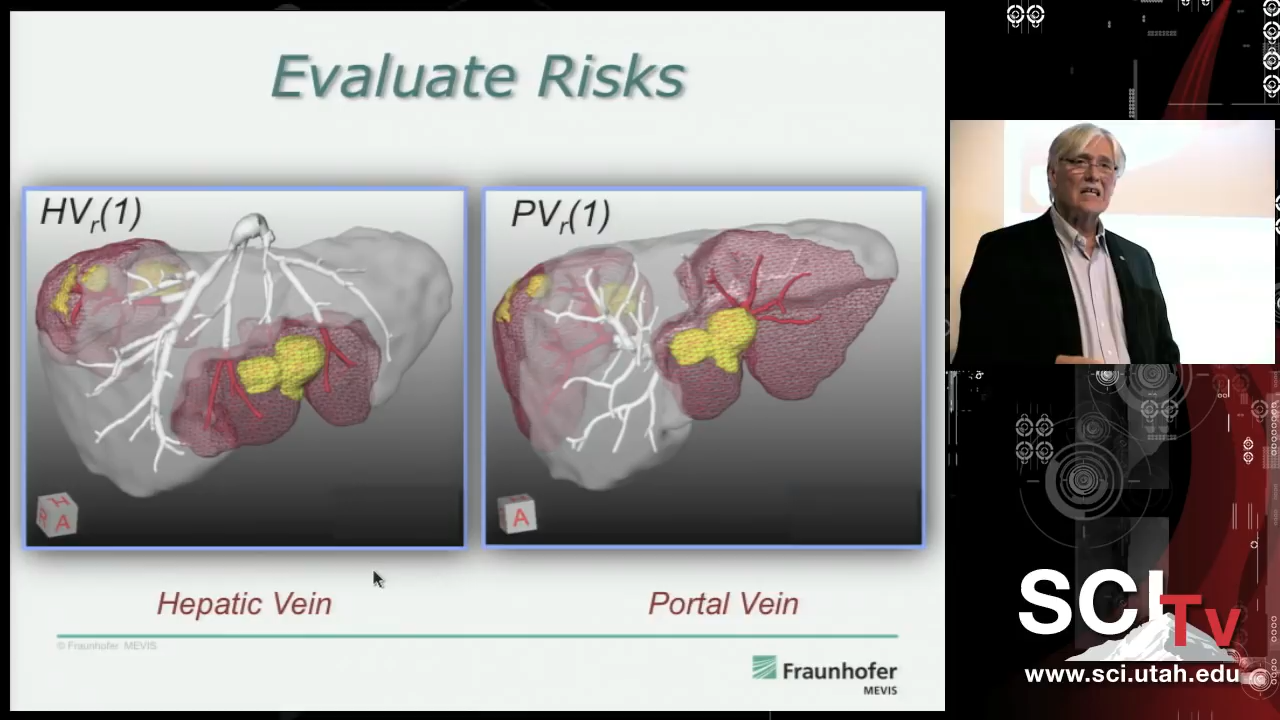 Evaluate Risks
HVr(1)
PVr(1)
H
R
A
A
Hepatic Vein
Portal Vein
© Fraunhofer MEVIS
Fraunhofer
MEVIS
SCI
TV
www.sci.utah.edu